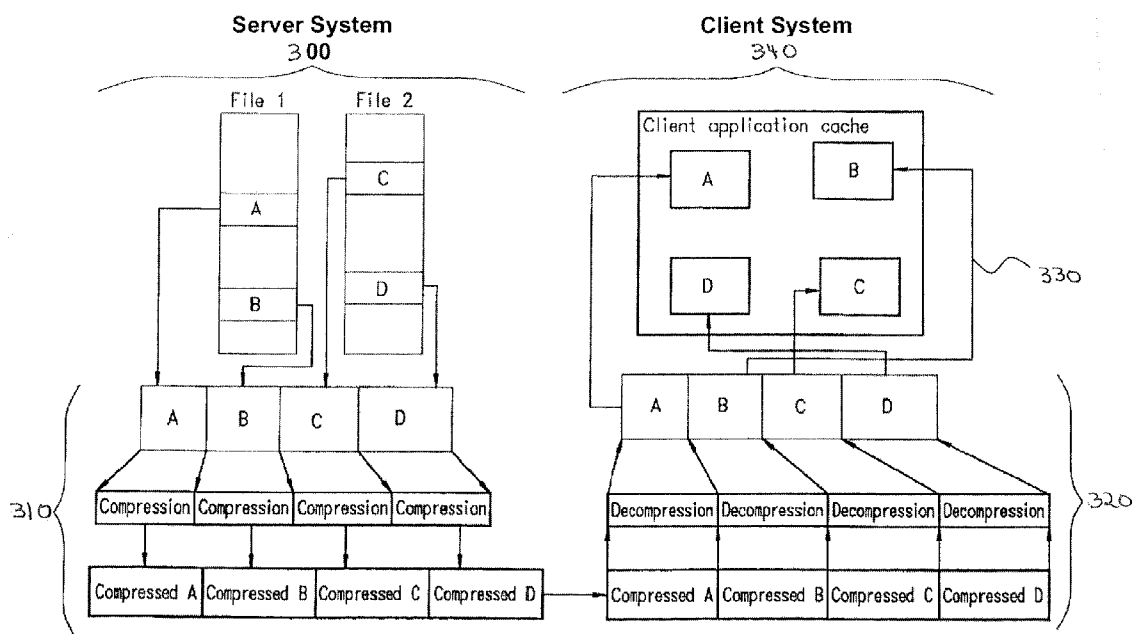 Server System
300
File 1 File 2
C
A
D
B
A B C D
310
Compression Compression Compression Compression
Compressed A Compressed B Compressed C Compressed D
Client System
340
Client application cache
A B
D C
330
A B C D
320
Decompression Decompression Decompression Decompression
Compressed A Compressed B Compressed C Compressed D